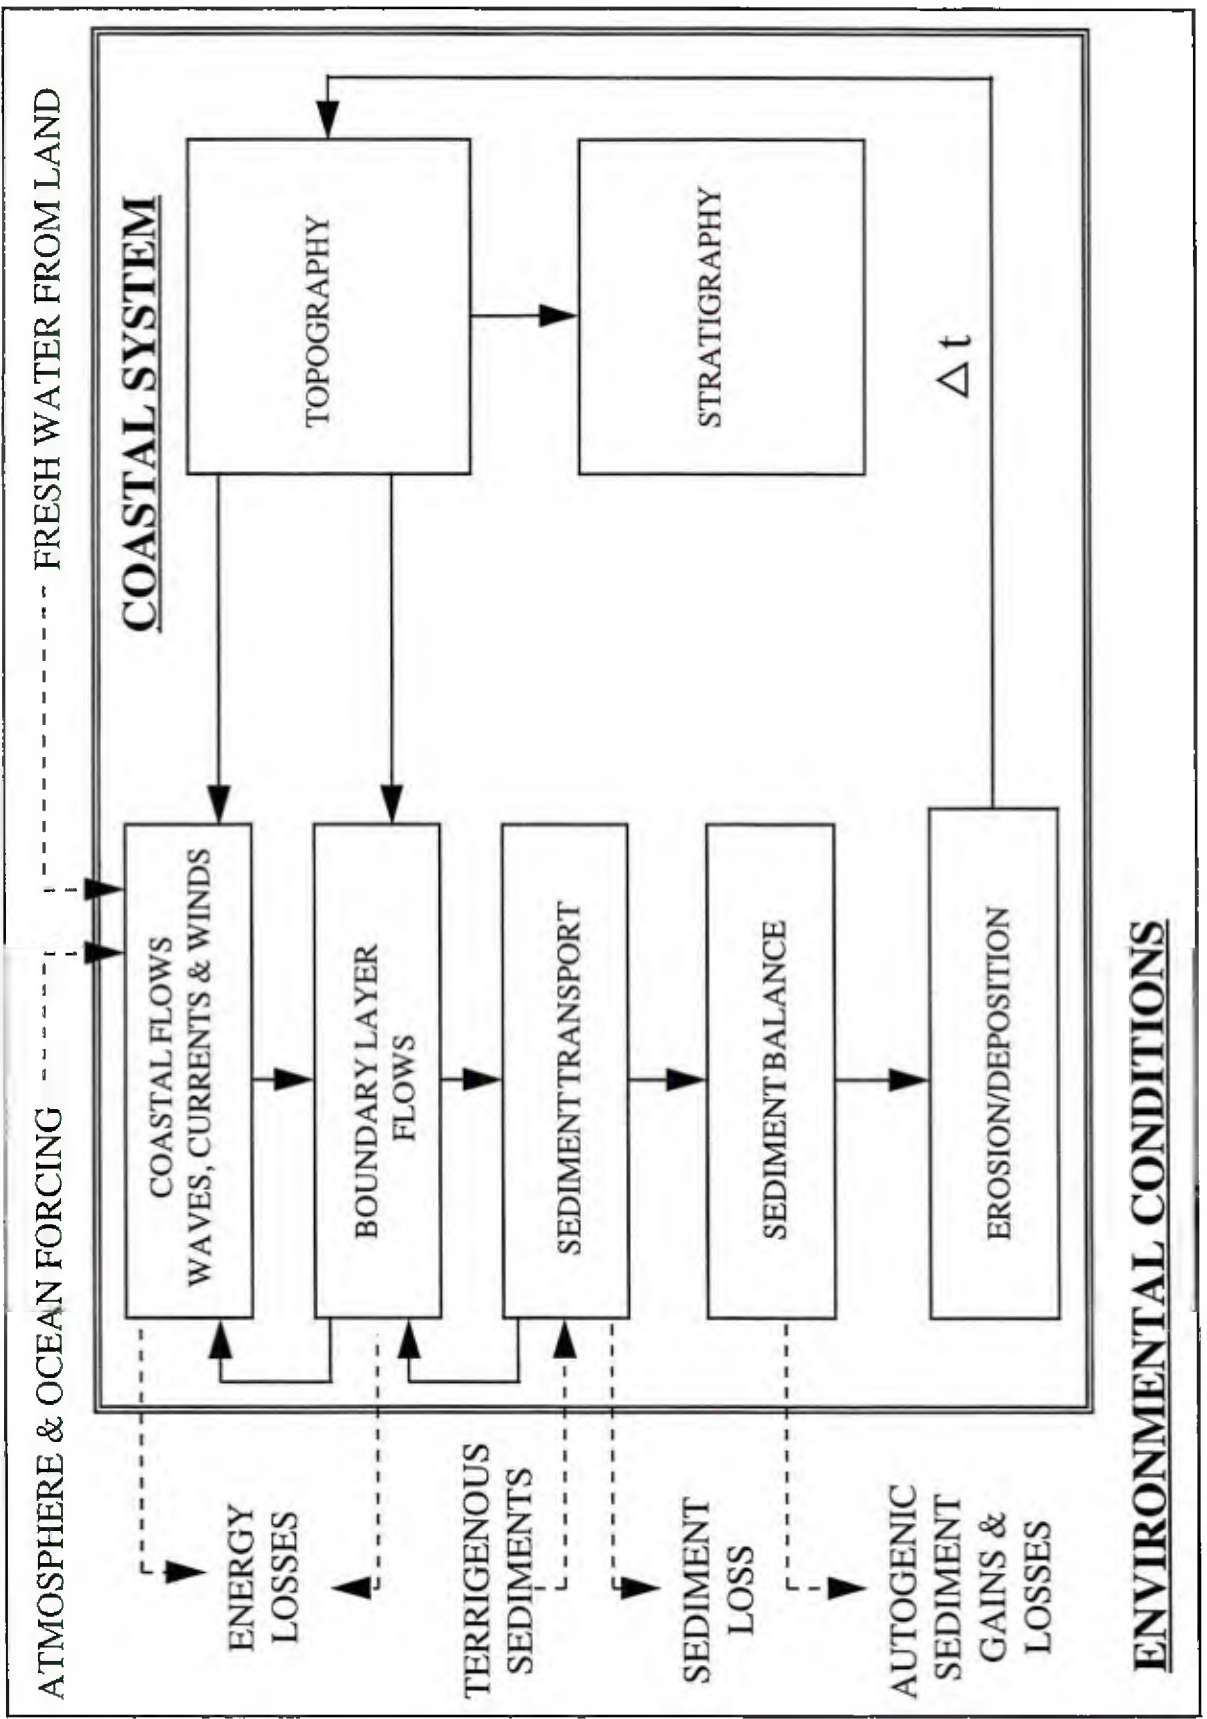 ATMOSPHERE & OCEAN FORCING
FRESH WATER FROM LAND
COASTAL SYSTEM
COASTAL FLOWS
WAVES, CURRENTS & WINDS
TOPOGRAPHY
ENERGY
LOSSES
BOUNDARY LAYER
FLOWS
TERRIGENOUS
SEDIMENTS
SEDIMENT TRANSPORT
STRATIGRAPHY
SEDIMENT
LOSS
SEDIMENT BALANCE
AUTOGENIC
SEDIMENT
GAINS &
LOSSES
EROSION/DEPOSITION
△ t
ENVIRONMENTAL CONDITIONS